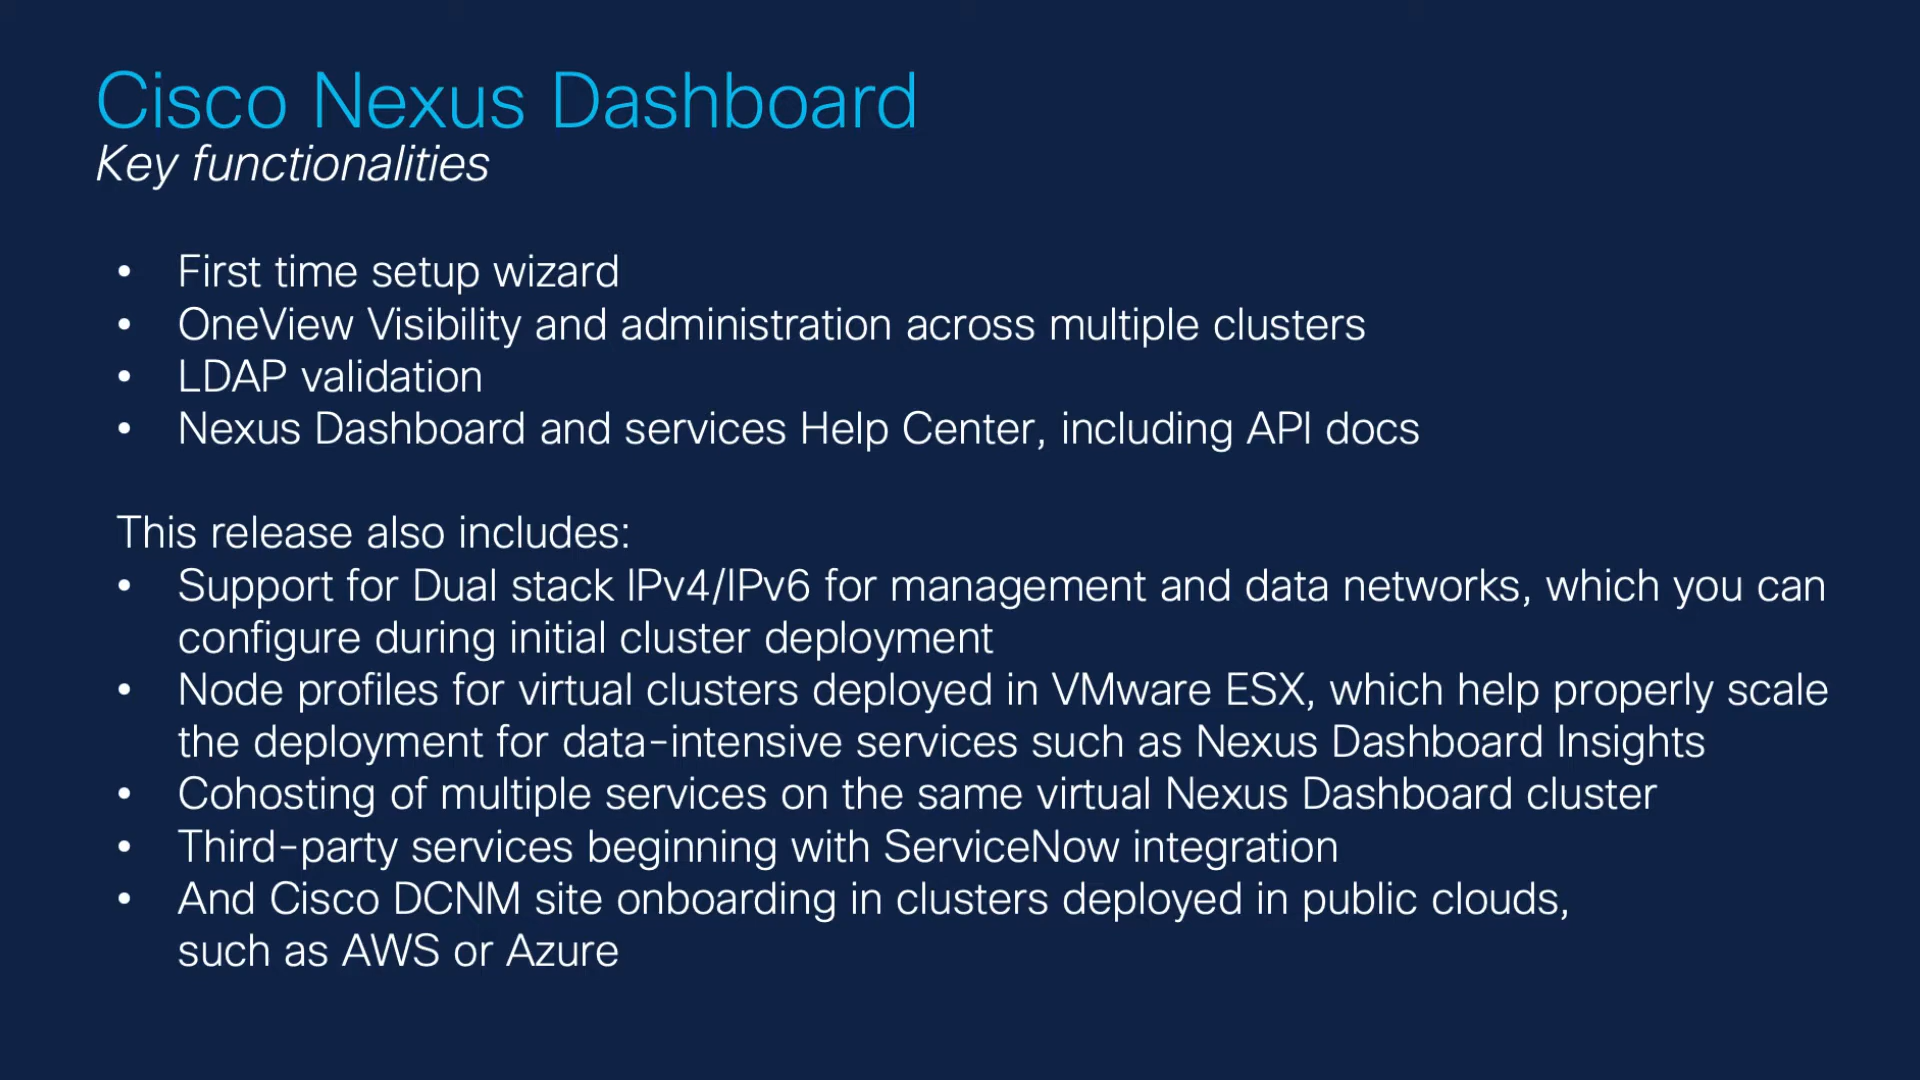 Cisco Nexus Dashboard
Key functionalities
• First time setup wizard
• OneView Visibility and administration across multiple clusters
• LDAP validation
• Nexus Dashboard and services Help Center, including API docs
This release also includes:
• Support for Dual stack IPv4/IPv6 for management and data networks, which you can
configure during initial cluster deployment
• Node profiles for virtual clusters deployed in VMware ESX, which help properly scale
the deployment for data-intensive services such as Nexus Dashboard Insights
• Cohosting of multiple services on the same virtual Nexus Dashboard cluster
• Third-party services beginning with ServiceNow integration
• And Cisco DCNM site onboarding in clusters deployed in public clouds,
such as AWS or Azure